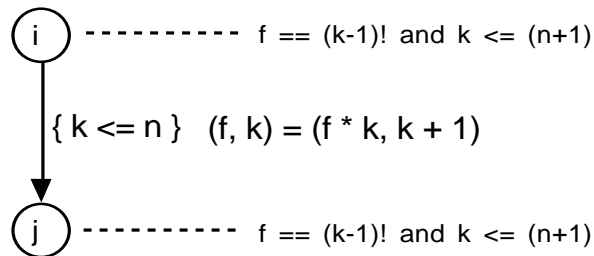 i f == (k-1)! and k <= (n+1)
{ k <= n } (f, k) = (f * k, k + 1)
j f == (k-1)! and k <= (n+1)